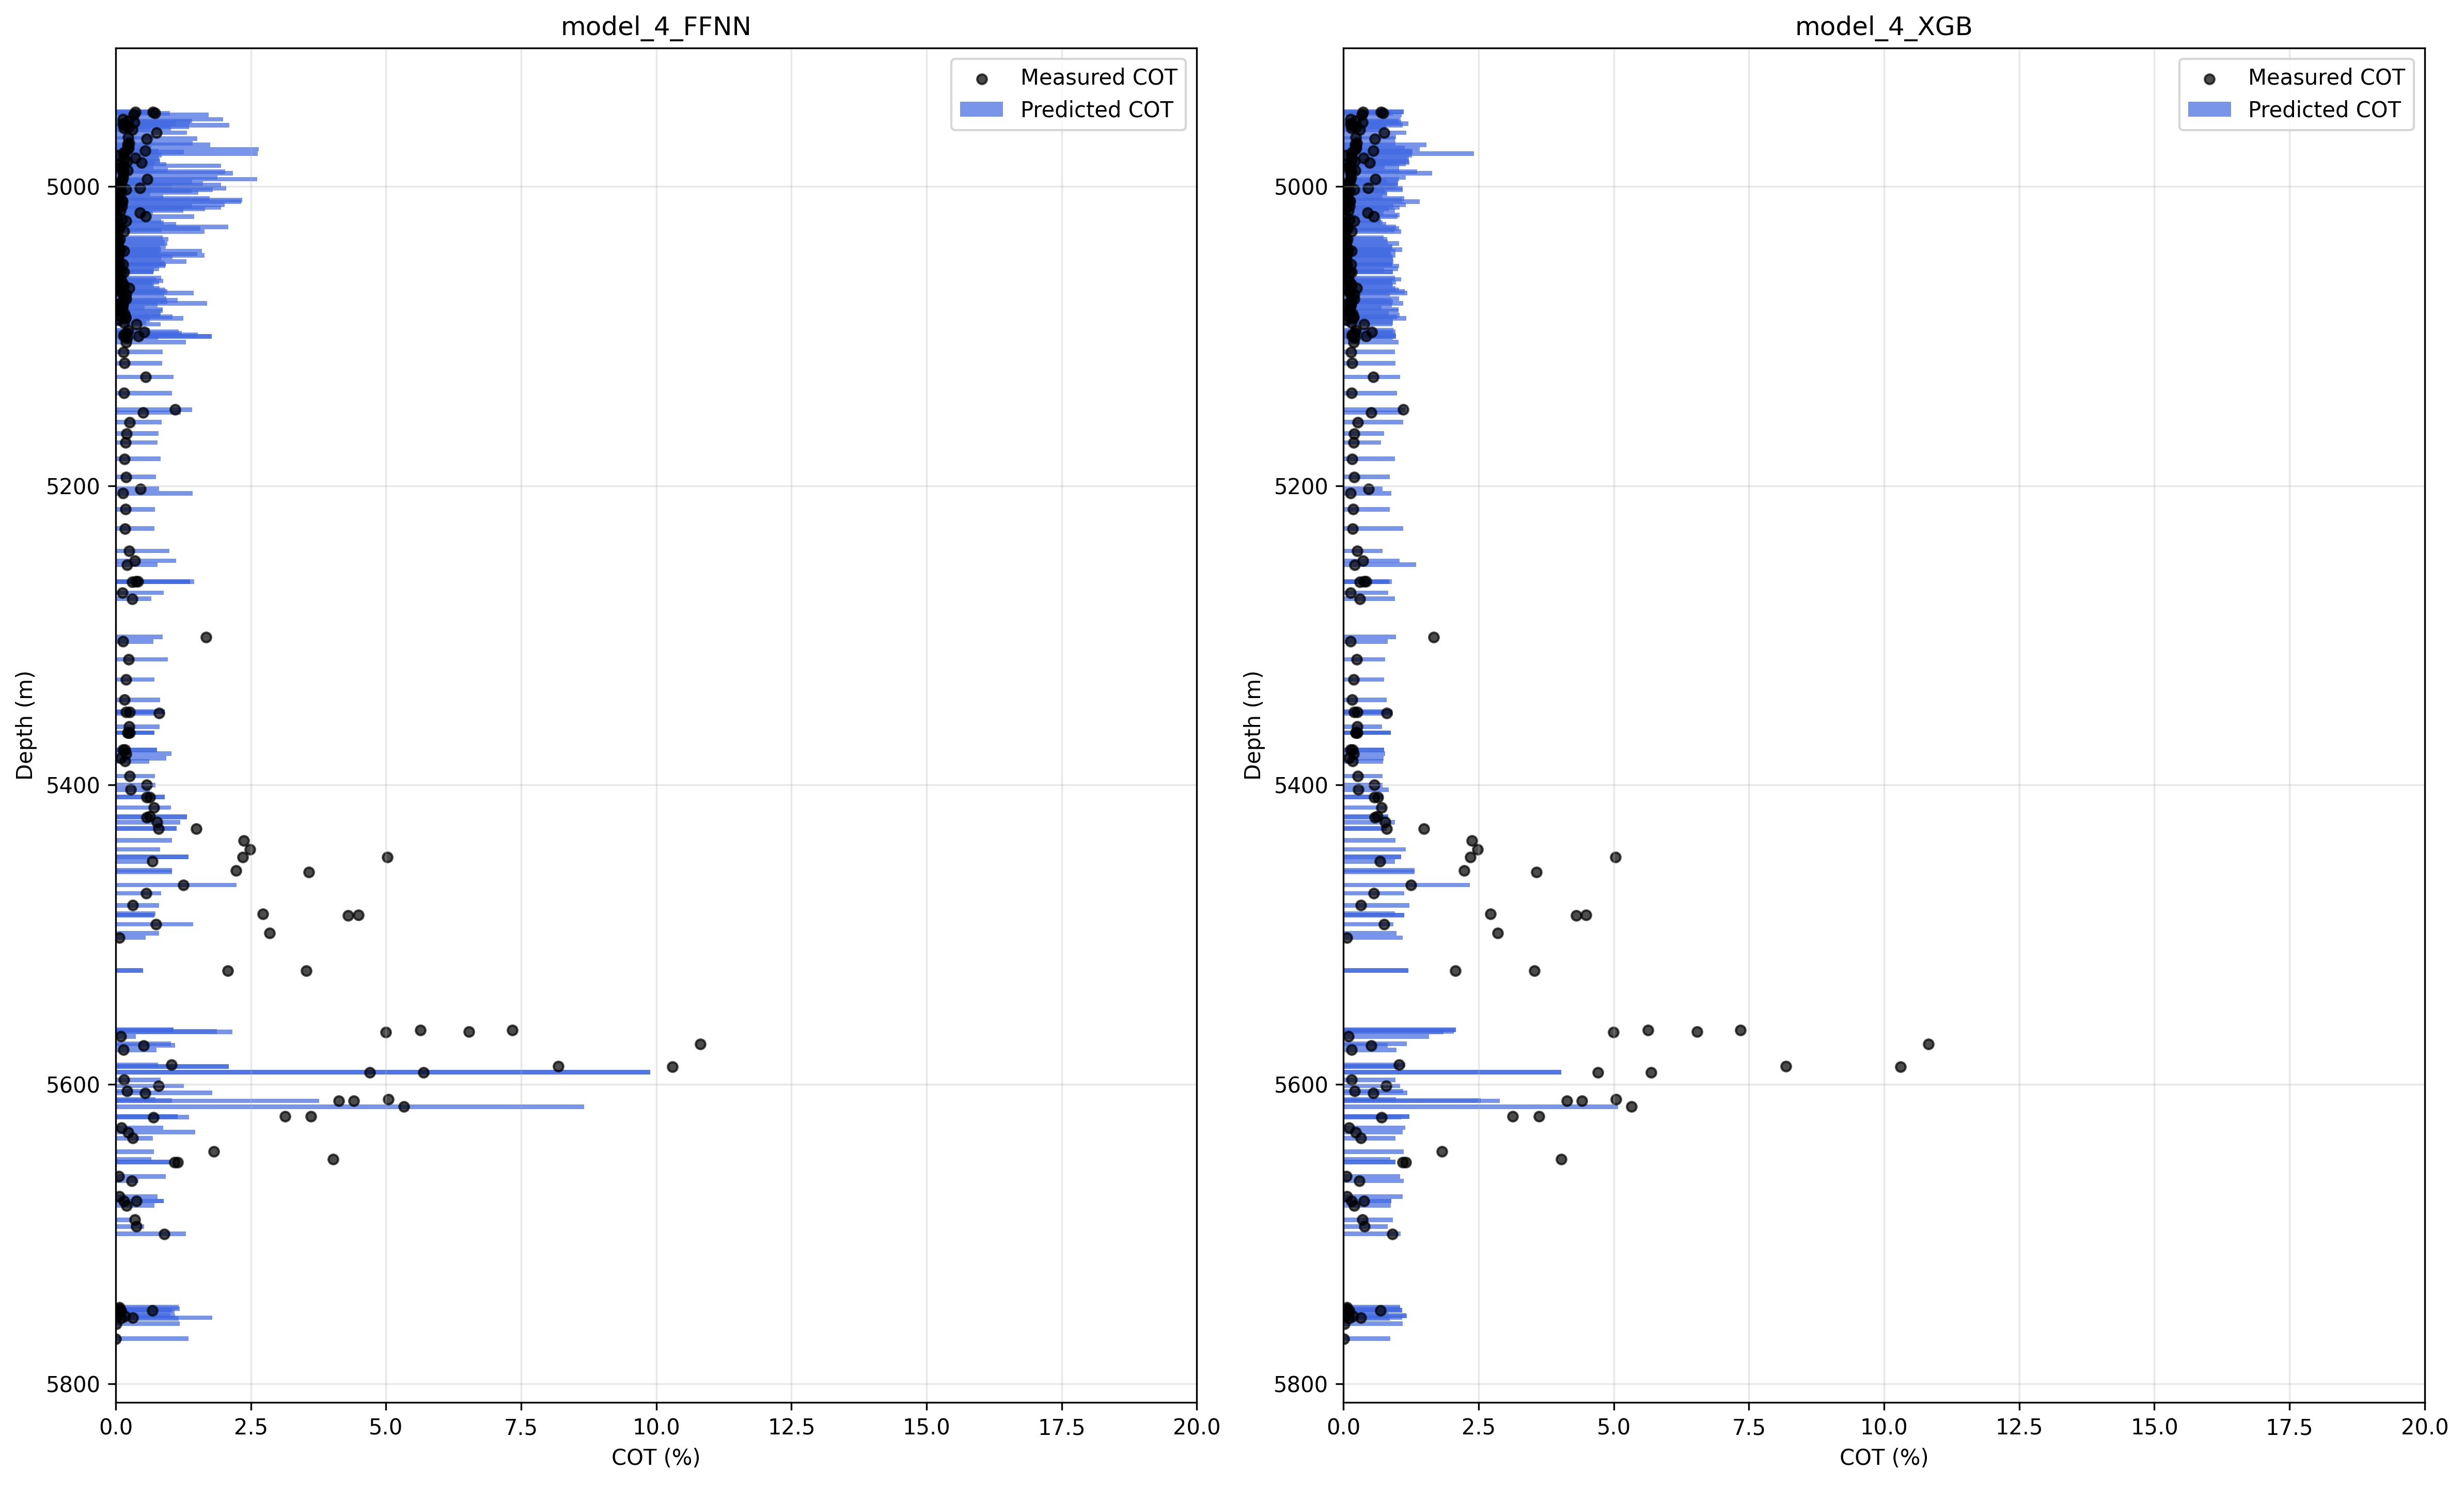 model_4_FFNN
Measured COT
Predicted COT
Depth (m)
5000
5200
5400
5600
5800
0.0
2.5
5.0
7.5
10.0
12.5
15.0
17.5
20.0
COT (%)
model_4_XGB
Measured COT
Predicted COT
Depth (m)
5000
5200
5400
5600
5800
0.0
2.5
5.0
7.5
10.0
12.5
15.0
17.5
20.0
COT (%)